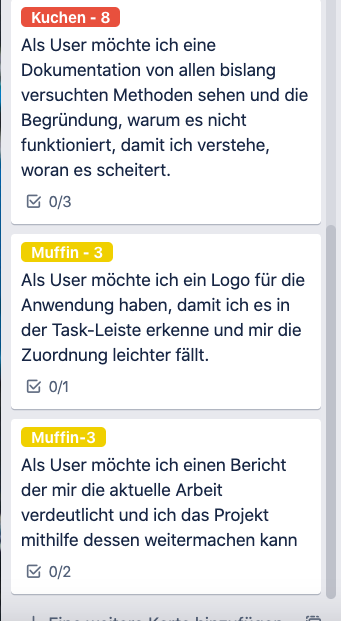 Kuchen - 8
Als User möchte ich eine
Dokumentation von allen bislang
versuchten Methoden sehen und die
Begründung, warum es nicht
funktioniert, damit ich verstehe,
woran es scheitert.
0/3
Muffin - 3
Als User möchte ich ein Logo für die
Anwendung haben, damit ich es in
der Task-Leiste erkenne und mir die
Zuordnung leichter fällt.
0/1
Muffin-3
Als User möchte ich einen Bericht
der mir die aktuelle Arbeit
verdeutlicht und ich das Projekt
mithilfe dessen weitermachen kann
0/2
Eine weitere Karte hinzufügen